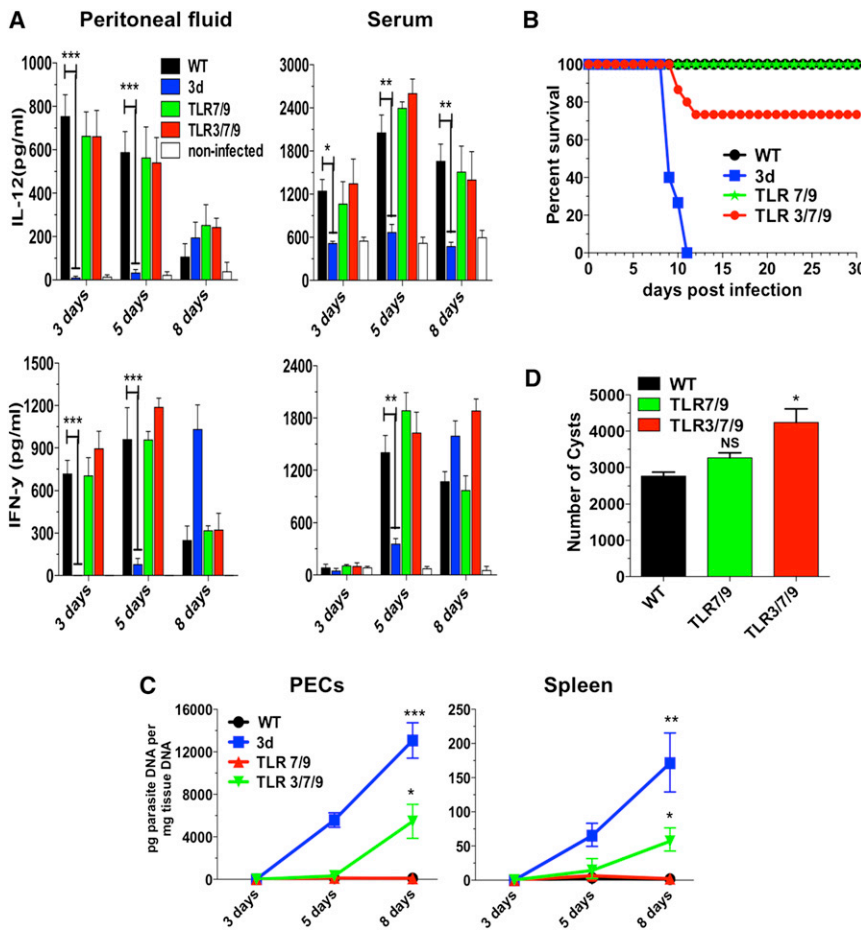 A
Peritoneal fluid
Serum
IL-12(pg/ml)
1000
800
600
400
200
0
***
***
WT
3d
TLR7/9
TLR3/7/9
non-infected
3 days
5 days
8 days
3000
2400
1800
1200
600
0
*
**
**
3 days
5 days
8 days
IFN-y (pg/ml)
1500
1200
900
600
300
0
***
***
3 days
5 days
8 days
2400
1800
1200
600
0
**
3 days
5 days
8 days
B
Percent survival
100
80
60
40
20
0
WT
3d
TLR 7/9
TLR 3/7/9
0
5
10
15
20
25
30
days post infection
D
WT
TLR7/9
TLR3/7/9
Number of Cysts
5000
4000
3000
2000
1000
0
NS
*
WT
TLR7/9
TLR3/7/9
C
PECs
Spleen
pg parasite DNA per
mg tissue DNA
16000
12000
8000
4000
0
WT
3d
TLR 7/9
TLR 3/7/9
***
*
3 days
5 days
8 days
250
200
150
100
50
0
**
*
3 days
5 days
8 days